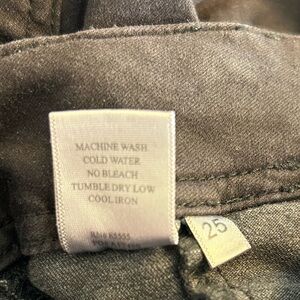 MACHINE WASH
COLD WATER
NO BLEACH
TUMBLE DRY LOW
COOL IRON
25